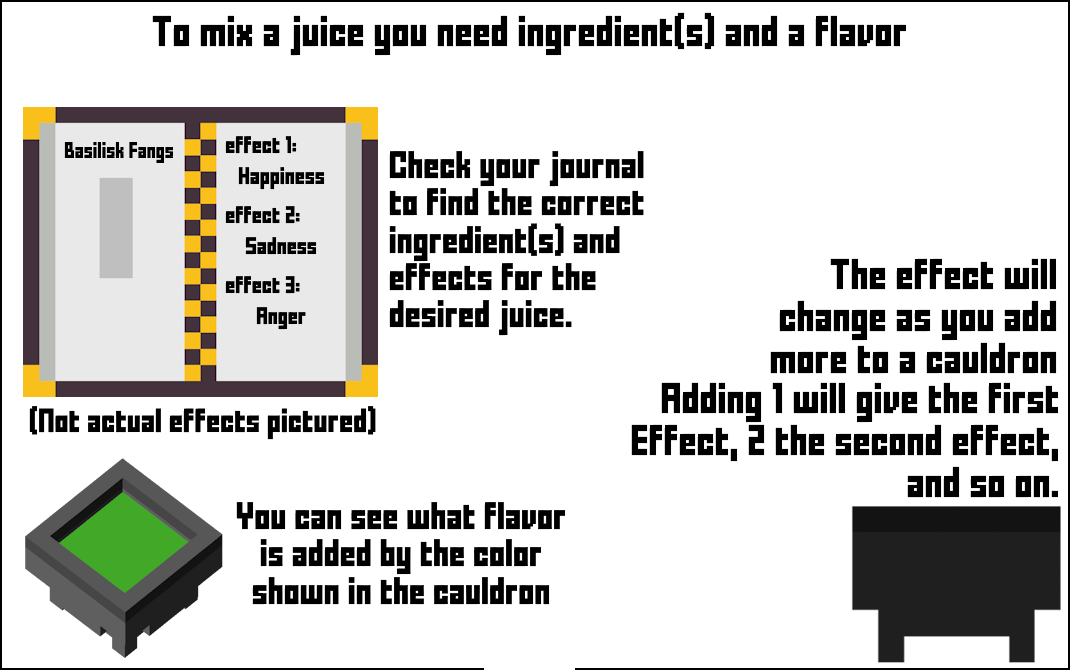 To mix a juice you need ingredient(s) and a flavor
Basilisk Fangs
effect 1:
Happiness
effect 2:
Sadness
effect 3:
Anger
(Not actual effects pictured)
Check your journal
to find the correct
ingredient(s) and
effects for the
desired juice.
The effect will
change as you add
more to a cauldron
Adding 1 will give the first
Effect, 2 the second effect,
and so on.
You can see what flavor
is added by the color
shown in the cauldron